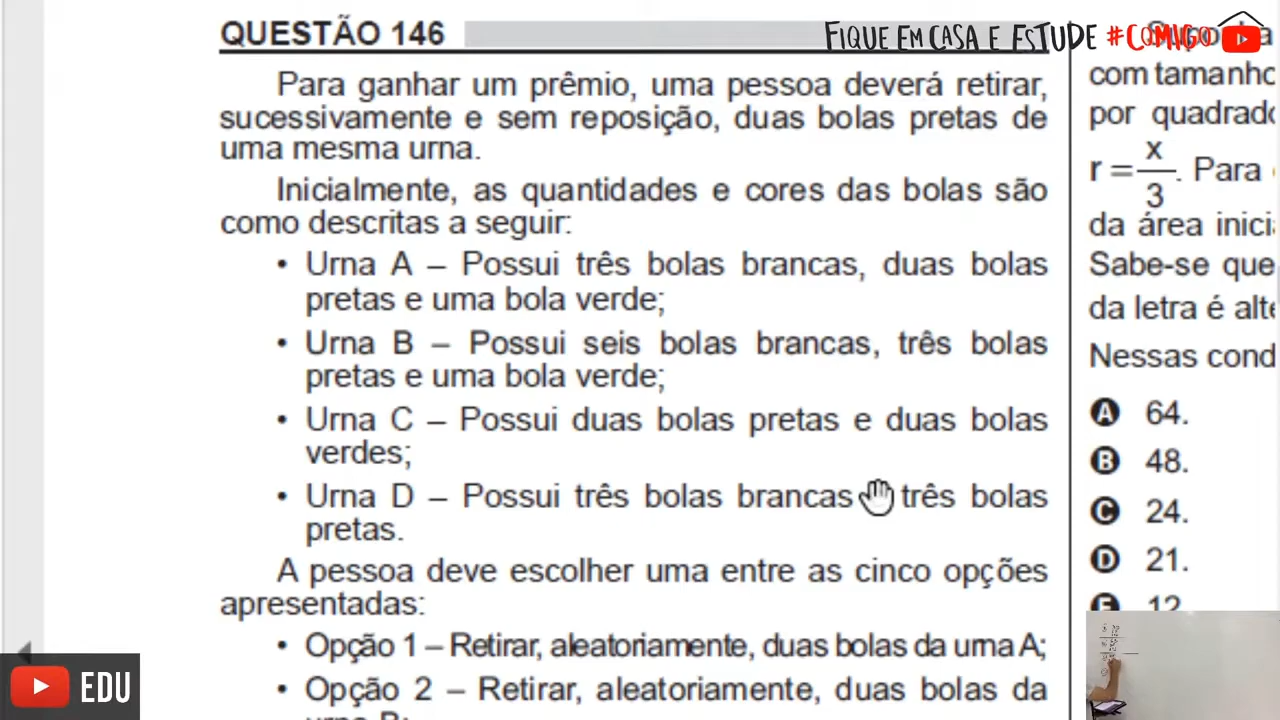 QUESTÃO 146
FIQUE EM CASA E ESTUDE #COMIGO
Para ganhar um prêmio, uma pessoa deverá retirar,
sucessivamente e sem reposição, duas bolas pretas de
uma mesma urna.
Inicialmente, as quantidades e cores das bolas são
como descritas a seguir:
• Urna A – Possui três bolas brancas, duas bolas
pretas e uma bola verde;
• Urna B – Possui seis bolas brancas, três bolas
pretas e uma bola verde;
• Urna C – Possui duas bolas pretas e duas bolas
verdes;
• Urna D – Possui três bolas brancas três bolas
pretas.
A pessoa deve escolher uma entre as cinco opções
apresentadas:
• Opção 1 – Retirar, aleatoriamente, duas bolas da urna A;
• Opção 2 – Retirar, aleatoriamente, duas bolas da
urna B;
com tamanho
por quadrado
r = x/3. Para
da área inici
Sabe-se que
da letra é alte
Nessas cond
A 64.
B 48.
C 24.
D 21.
E 12
EDU